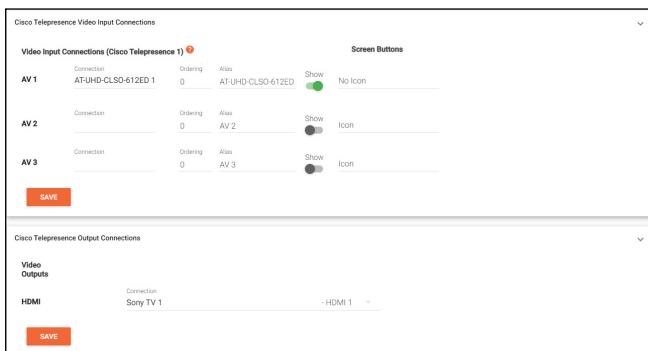 Cisco Telepresence Video Input Connections
Video Input Connections (Cisco Telepresence 1) ?
Screen Buttons
AV 1
Connection
AT-UHD-CLSO-612ED 1
Ordering
0
Alias
AT-UHD-CLSO-612ED
Show
No Icon
AV 2
Connection
Ordering
0
Alias
AV 2
Show
Icon
AV 3
Connection
Ordering
0
Alias
AV 3
Show
Icon
SAVE
Cisco Telepresence Output Connections
Video
Outputs
HDMI
Connection
Sony TV 1
- HDMI 1
SAVE